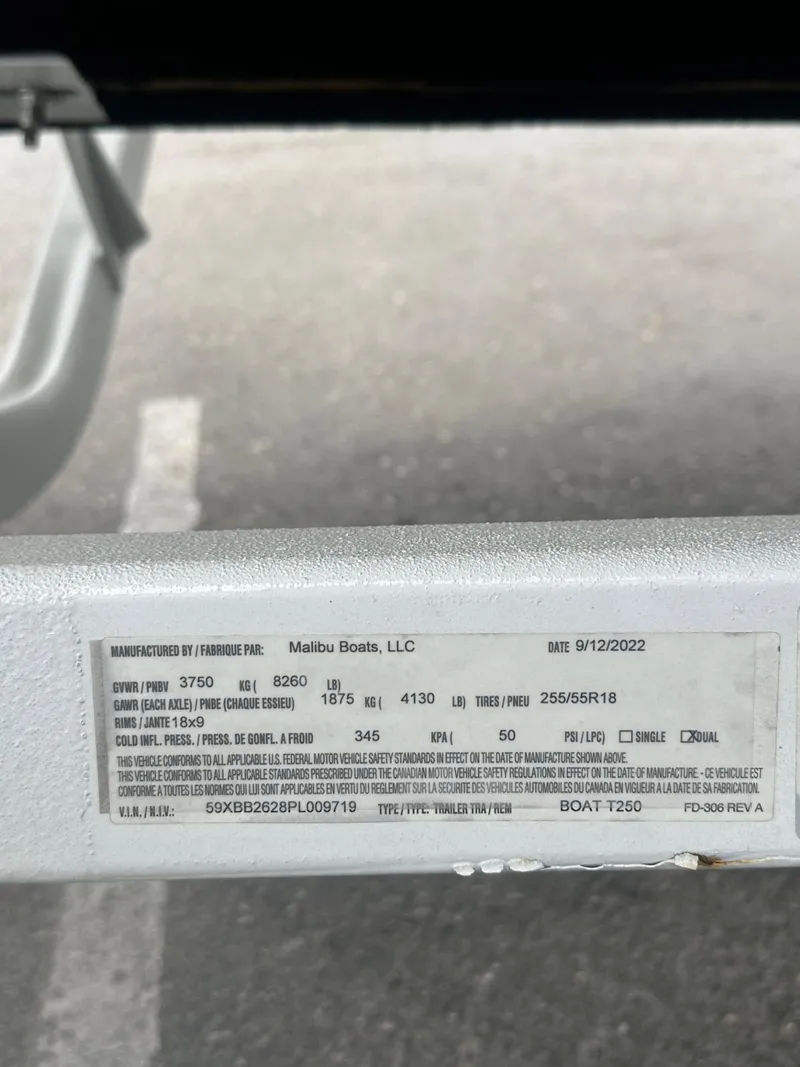 MANUFACTURED BY / FABRIQUE PAR: Malibu Boats, LLC DATE 9/12/2022
GVWR / PNBV 3750 KG ( 8260 LB)
GAWR (EACH AXLE) / PNBE (CHAQUE ESSIEU) 1875 KG ( 4130 LB) TIRES / PNEU 255/55R18
RIMS / JANTE 18x9
COLD INFL. PRESS. / PRESS. DE GONFL. A FROID 345 KPA ( 50 PSI / LPC) SINGLE X DUAL
THIS VEHICLE CONFORMS TO ALL APPLICABLE U.S. FEDERAL MOTOR VEHICLE SAFETY STANDARDS IN EFFECT ON THE DATE OF MANUFACTURE SHOWN ABOVE.
THIS VEHICLE CONFORMS TO ALL APPLICABLE STANDARDS PRESCRIBED UNDER THE CANADIAN MOTOR VEHICLE SAFETY REGULATIONS IN EFFECT ON THE DATE OF MANUFACTURE. - CE VEHICULE EST
CONFORME A TOUTES LES NORMES QUI LUI SONT APPLICABLES EN VERTU DU REGLEMENT SUR LA SECURITE DES VEHICULES AUTOMOBILES DU CANADA EN VIGUEUR A LA DATE DE SA FABRICATION.
V.I.N. / N.I.V.: 59XBB2628PL009719 TYPE / TYPE: TRAILER TRA / REM BOAT T250 FD-306 REV A